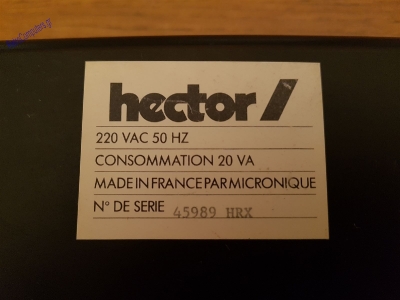 hector/
220 VAC 50 HZ
CONSOMMATION 20 VA
MADE IN FRANCE PAR MICRONIQUE
N° DE SERIE 45989 HRX